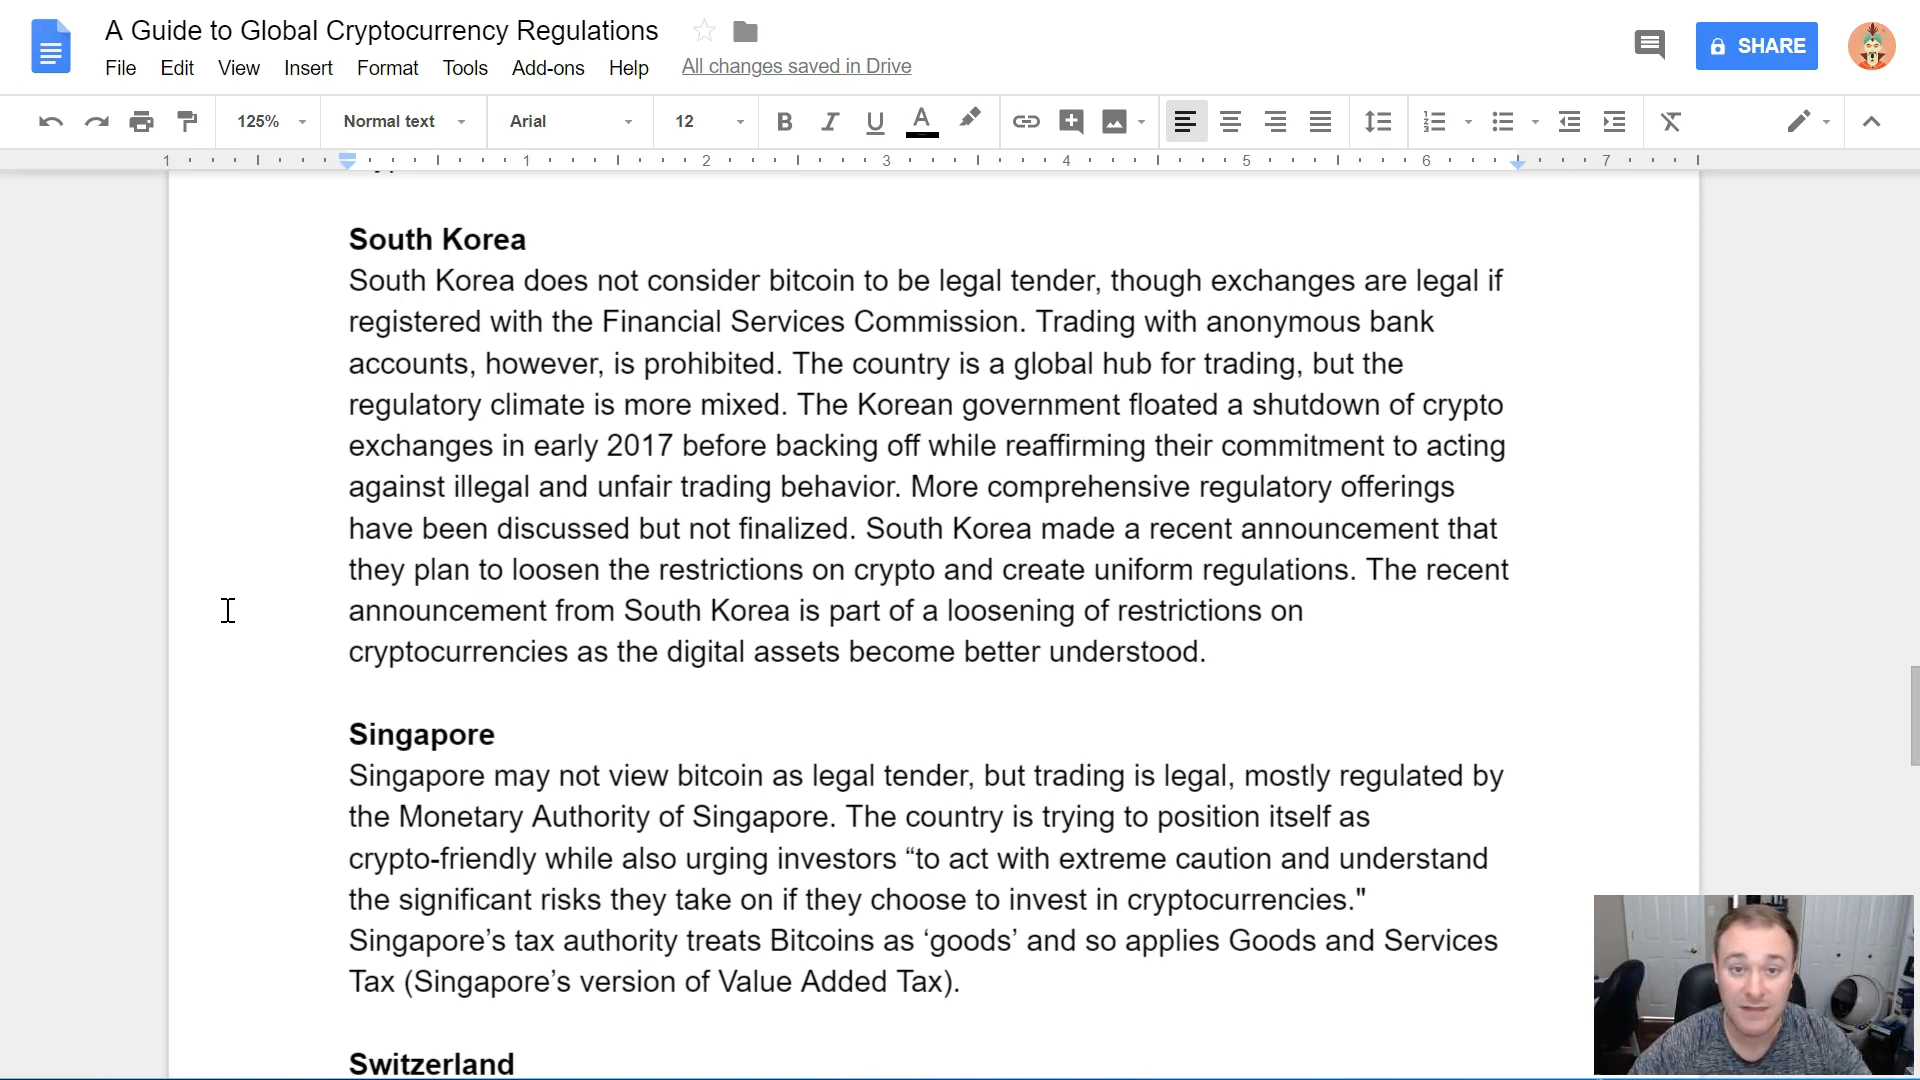 A Guide to Global Cryptocurrency Regulations
File Edit View Insert Format Tools Add-ons Help All changes saved in Drive
SHARE
125% Normal text Arial 12 B I U A
1 1 2 3 4 5 6 7
South Korea
South Korea does not consider bitcoin to be legal tender, though exchanges are legal if
registered with the Financial Services Commission. Trading with anonymous bank
accounts, however, is prohibited. The country is a global hub for trading, but the
regulatory climate is more mixed. The Korean government floated a shutdown of crypto
exchanges in early 2017 before backing off while reaffirming their commitment to acting
against illegal and unfair trading behavior. More comprehensive regulatory offerings
have been discussed but not finalized. South Korea made a recent announcement that
they plan to loosen the restrictions on crypto and create uniform regulations. The recent
announcement from South Korea is part of a loosening of restrictions on
cryptocurrencies as the digital assets become better understood.
Singapore
Singapore may not view bitcoin as legal tender, but trading is legal, mostly regulated by
the Monetary Authority of Singapore. The country is trying to position itself as
crypto-friendly while also urging investors “to act with extreme caution and understand
the significant risks they take on if they choose to invest in cryptocurrencies."
Singapore’s tax authority treats Bitcoins as ‘goods’ and so applies Goods and Services
Tax (Singapore’s version of Value Added Tax).
Switzerland